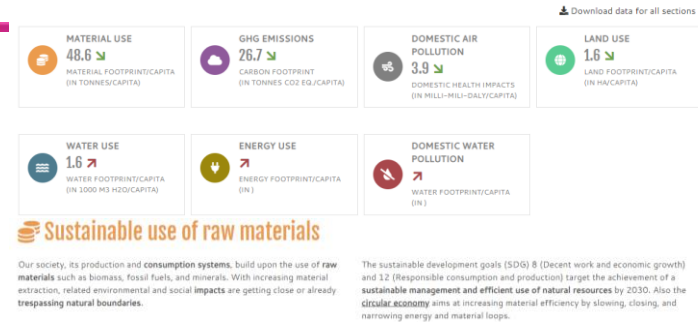 Download data for all sections
MATERIAL USE
48.6
MATERIAL FOOTPRINT/CAPITA
(IN TONNES/CAPITA)
GHG EMISSIONS
26.7
CARBON FOOTPRINT
(IN TONNES CO2 EQ./CAPITA)
DOMESTIC AIR
POLLUTION
3.9
DOMESTIC HEALTH IMPACTS
(IN MILLI-MILI-DALY/CAPITA)
LAND USE
1.6
LAND FOOTPRINT/CAPITA
(IN HA/CAPITA)
WATER USE
1.6
WATER FOOTPRINT/CAPITA
(IN 1000 M3 H2O/CAPITA)
ENERGY USE
ENERGY FOOTPRINT/CAPITA
(IN )
DOMESTIC WATER
POLLUTION
WATER FOOTPRINT/CAPITA
(IN )
Sustainable use of raw materials
Our society, its production and consumption systems, build upon the use of raw
materials such as biomass, fossil fuels, and minerals. With increasing material
extraction, related environmental and social impacts are getting close or already
trespassing natural boundaries.
The sustainable development goals (SDG) 8 (Decent work and economic growth)
and 12 (Responsible consumption and production) target the achievement of a
sustainable management and efficient use of natural resources by 2030. Also the
circular economy aims at increasing material efficiency by slowing, closing, and
narrowing energy and material loops.